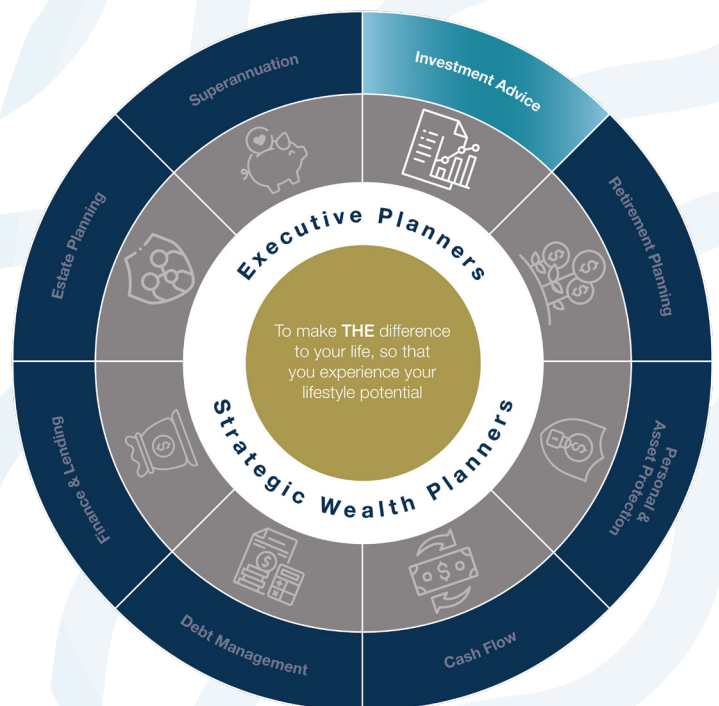 Superannuation
Investment Advice
Retirement Planning
Personal &
Asset Protection
Cash Flow
Debt Management
Finance & Lending
Estate Planning
Executive Planners
To make THE difference
to your life, so that
you experience your
lifestyle potential
Strategic Wealth Planners